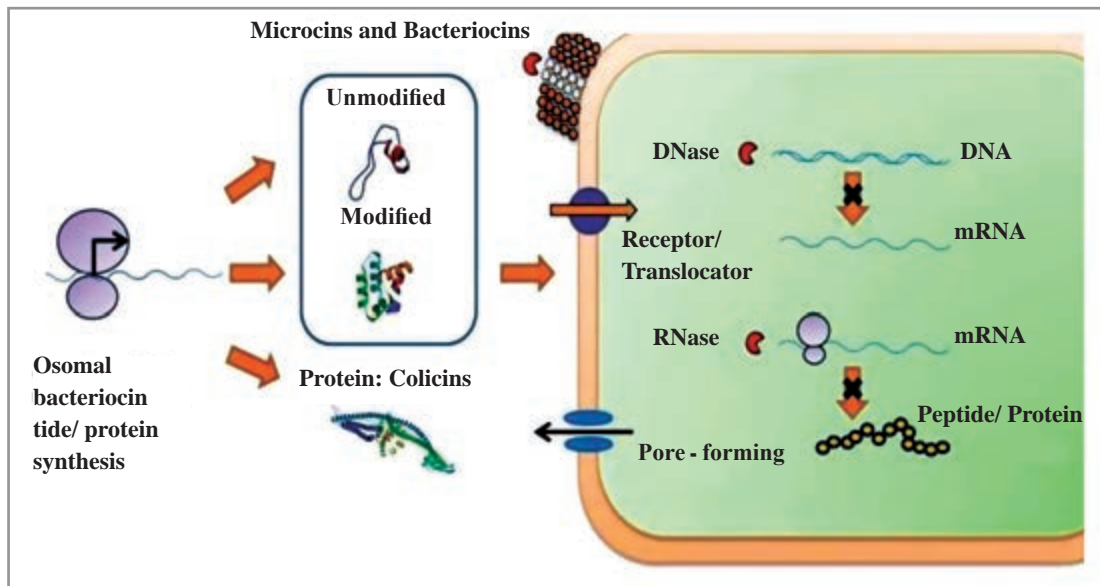 Microcins and Bacteriocins
Unmodified
Modified
Protein: Colicins
Osomal
bacteriocin
tide/ protein
synthesis
Receptor/
Translocator
Pore - forming
DNase
DNA
mRNA
RNase
mRNA
Peptide/ Protein